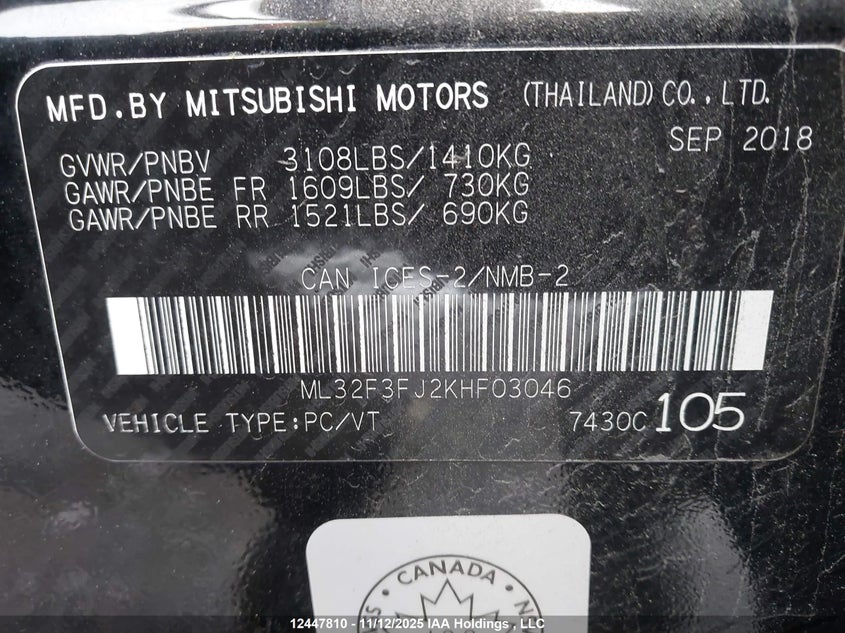 MFD.BY MITSUBISHI MOTORS (THAILAND) CO., LTD.
SEP 2018
GVWR/PNBV 3108LBS/1410KG
GAWR/PNBE FR 1609LBS/ 730KG
GAWR/PNBE RR 1521LBS/ 690KG
CAN ICES-2/NMB-2
ML32F3FJ2KHF03046
VEHICLE TYPE:PC/VT 7430C 105
CANADA
12447810 - 11/12/2025 IAA Holdings , LLC